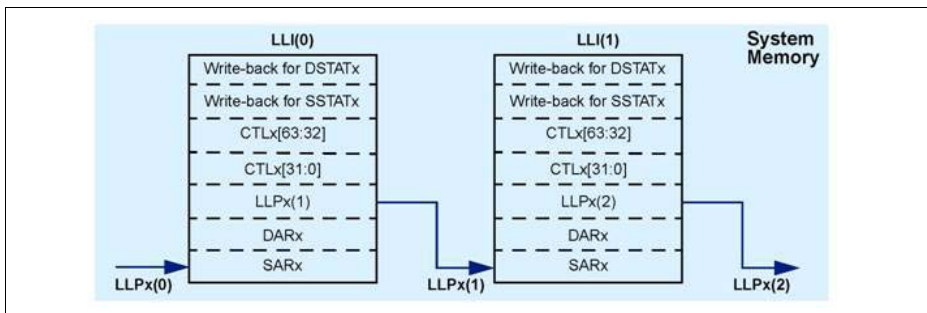 LLI(0)
LLI(1)
System
Memory
Write-back for DSTATx
Write-back for SSTATx
CTLx[63:32]
CTLx[31:0]
LLPx(1)
DARx
SARx
Write-back for DSTATx
Write-back for SSTATx
CTLx[63:32]
CTLx[31:0]
LLPx(2)
DARx
SARx
LLPx(0)
LLPx(1)
LLPx(2)